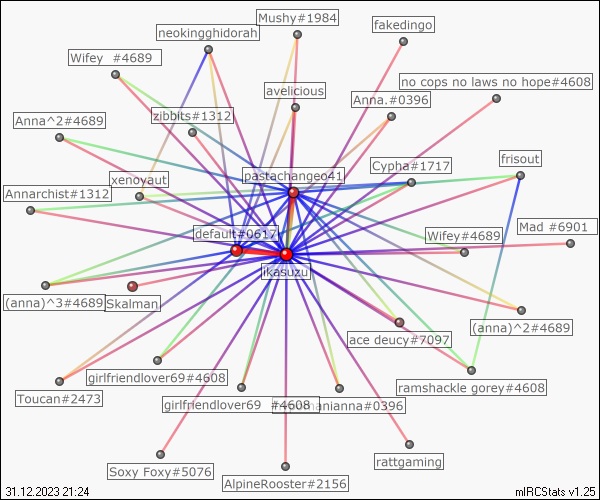 Mushy#1984
neokingghidorah
fakedingo
Wifey  #4689
no cops no laws no hope#4608
avelicious
Anna.#0396
zibbits#1312
Anna^2#4689
frisout
Cypha#1717
pastachangeo41
xenoyaut
Annarchist#1312
Mad #6901
default#0617
Wifey#4689
ikasuzu
(anna)^3#4689
Skalman
(anna)^2#4689
ace deucy#7097
girlfriendlover69#4608
ramshackle gorey#4608
Toucan#2473
girlfriendlover69  #4608
manianna#0396
rattgaming
Soxy Foxy#5076
AlpineRooster#2156
31.12.2023 21:24
mIRCStats v1.25